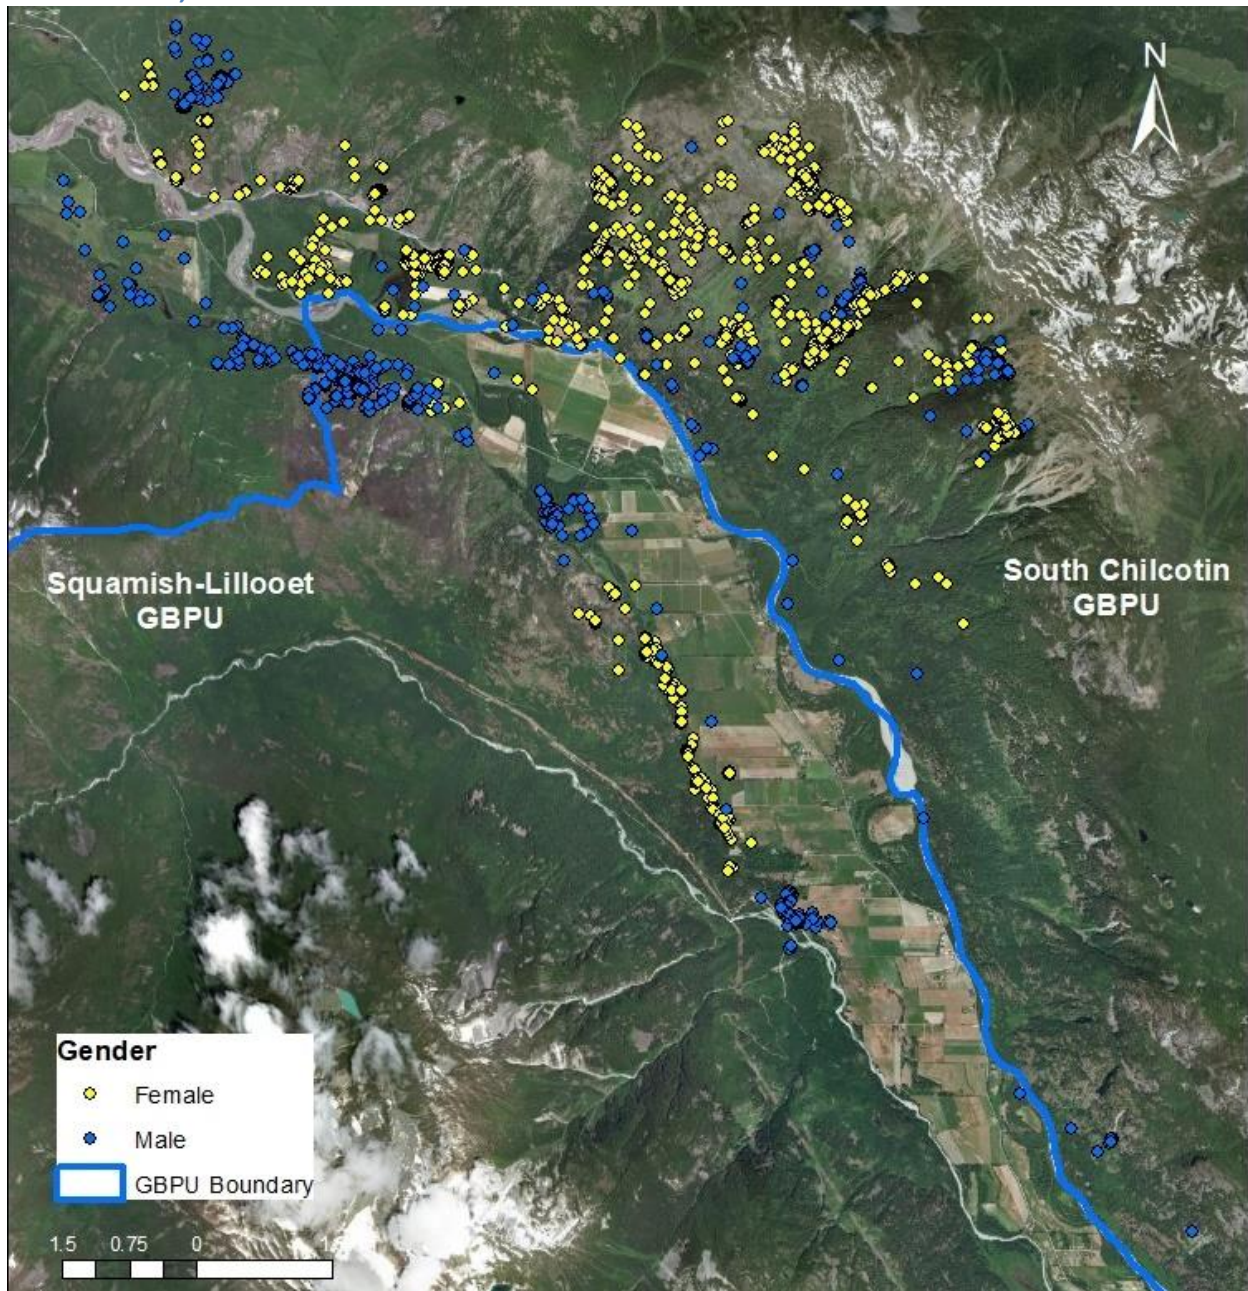 N
Squamish-Lillooet
GBPU
South Chilcotin
GBPU
Gender
Female
Male
GBPU Boundary
1.5 0.75 0